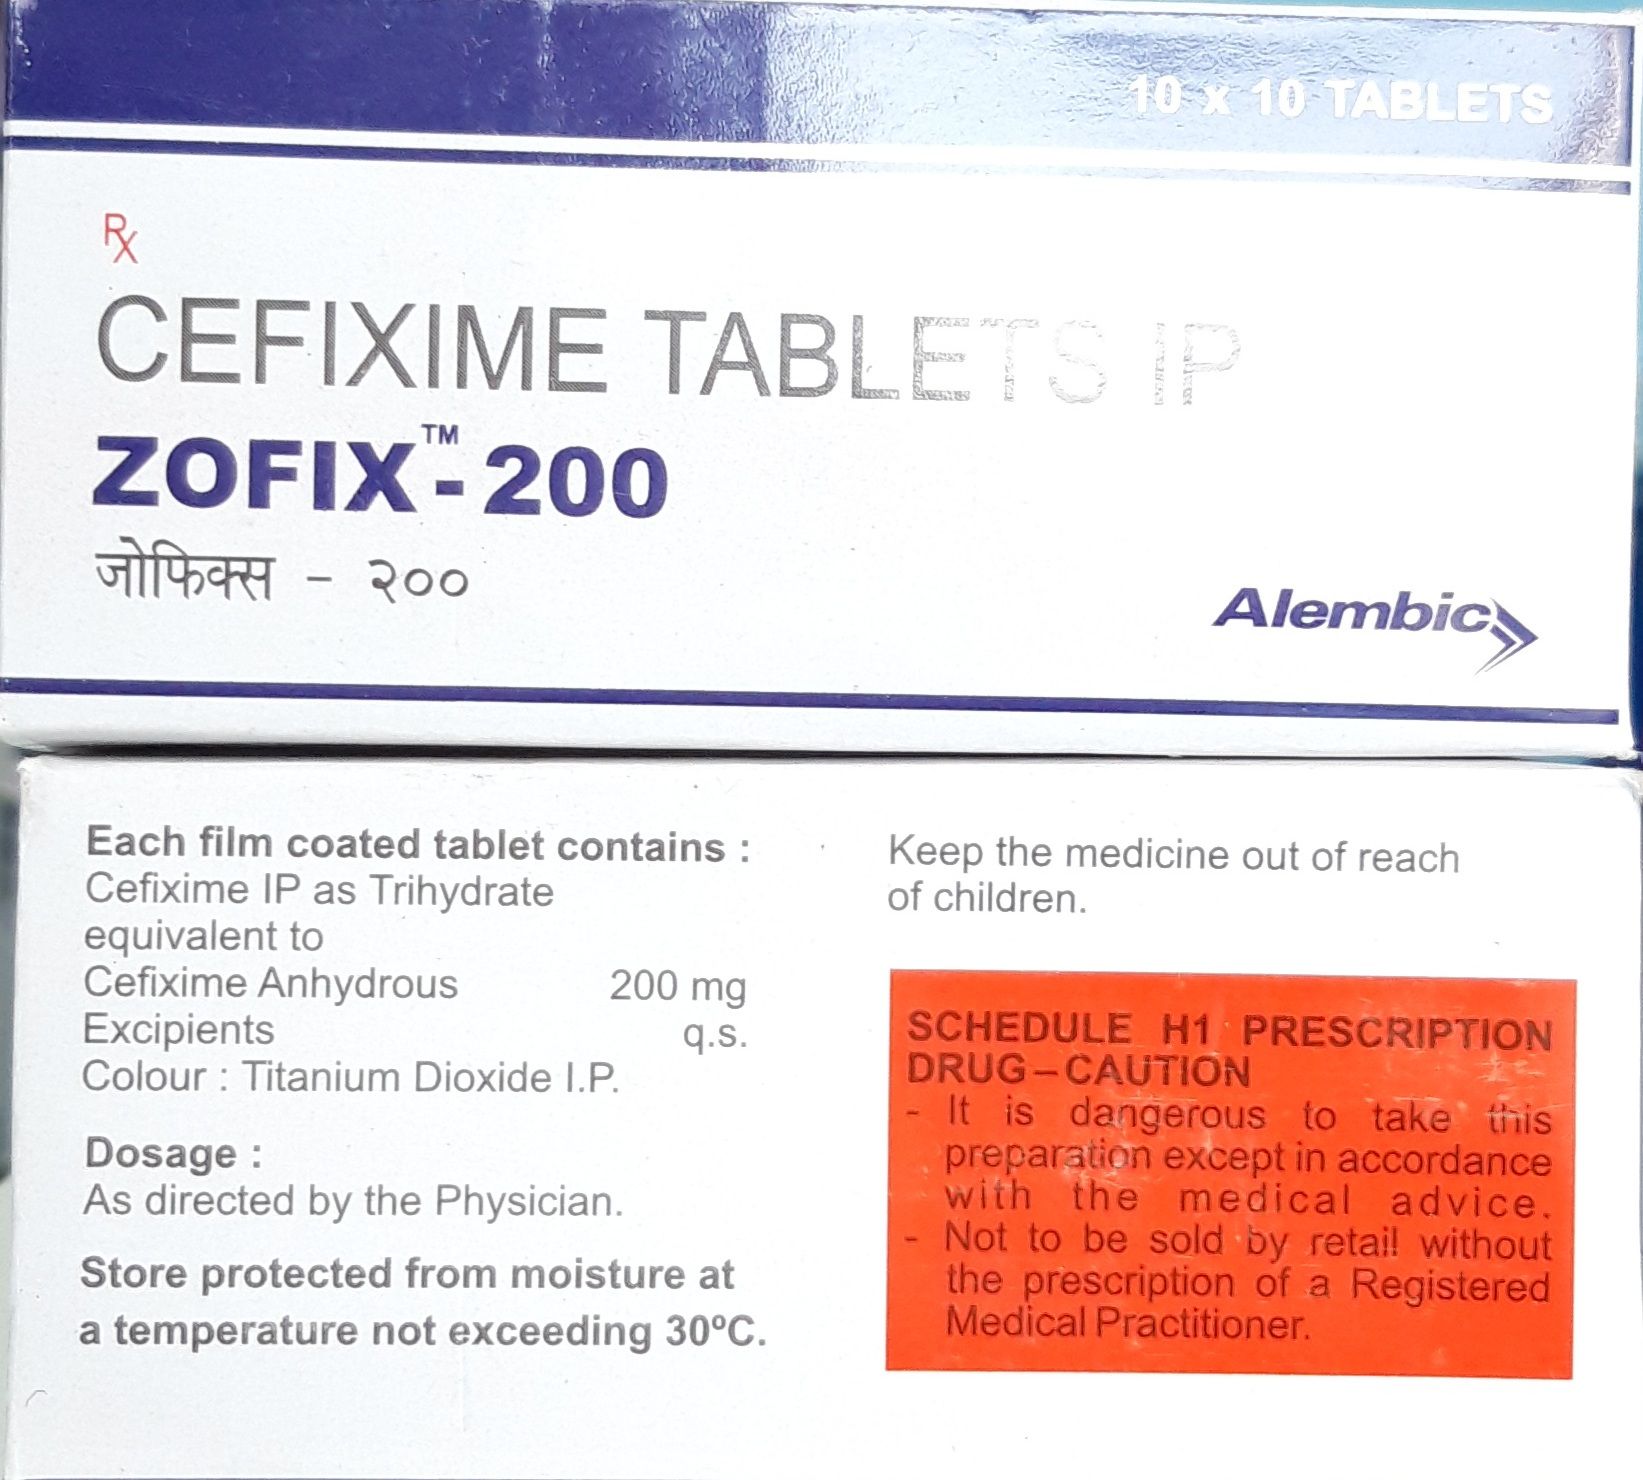 10 x 10 TABLETS
Rx
CEFIXIME TABLETS IP
ZOFIX™-200
जोफिक्स - २००
Alembic
Each film coated tablet contains :
Cefixime IP as Trihydrate
equivalent to
Cefixime Anhydrous 200 mg
Excipients q.s.
Colour : Titanium Dioxide I.P.
Dosage :
As directed by the Physician.
Store protected from moisture at
a temperature not exceeding 30ºC.
Keep the medicine out of reach
of children.
SCHEDULE H1 PRESCRIPTION
DRUG – CAUTION
- It is dangerous to take this
preparation except in accordance
with the medical advice.
- Not to be sold by retail without
the prescription of a Registered
Medical Practitioner.